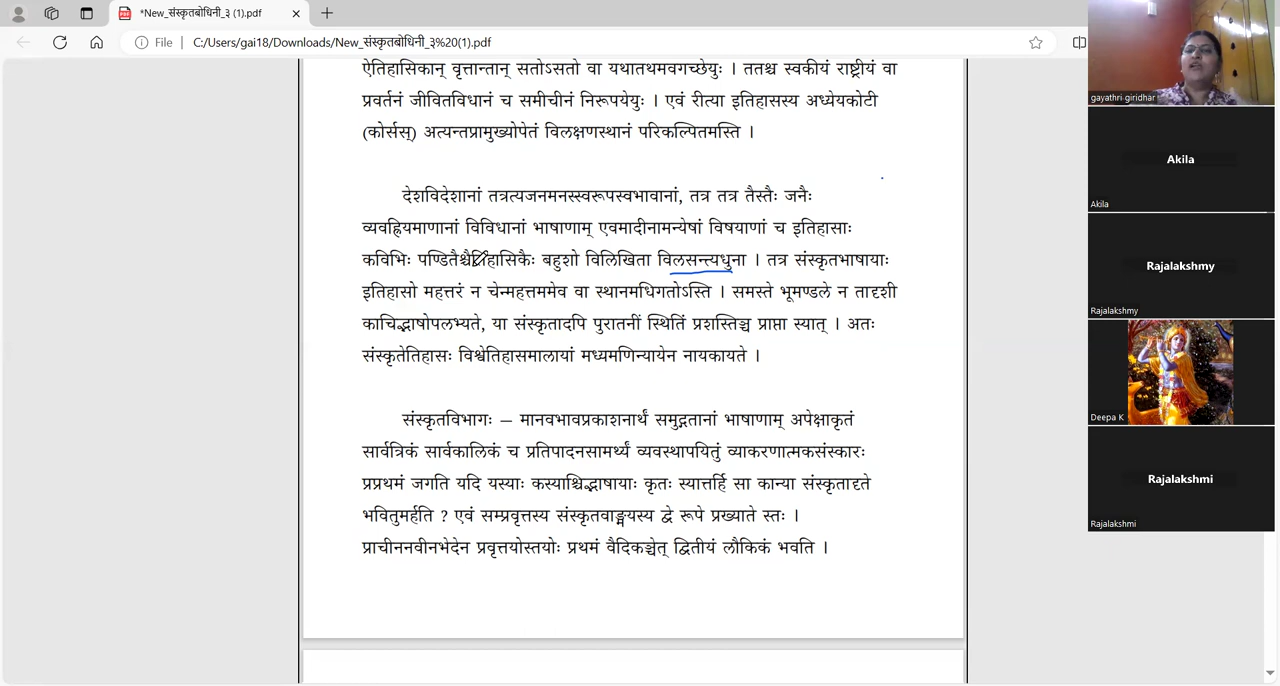 *New_संस्कृतबोधिनी_३ (1).pdf
File C:/Users/gai18/Downloads/New_संस्कृतबोधिनी_३%20(1).pdf
ऐतिहासिकान् वृत्तान्तान् सतोऽसतो वा यथातथमवगच्छेयुः । ततश्च स्वकीयं राष्ट्रीयं वा
प्रवर्तनं जीवितविधानं च समीचीनं निरूपयेयुः । एवं रीत्या इतिहासस्य अध्येयकोटी
(कोर्सस्) अत्यन्तप्रामुख्योपेतं विलक्षणस्थानं परिकल्पितमस्ति ।
देशविदेशानां तत्रत्यजनमनस्स्वरूपस्वभावानां, तत्र तत्र तैस्तैः जनैः
व्यवह्रियमाणानां विविधानां भाषाणाम् एवमादीनामन्येषां विषयाणां च इतिहासाः
कविभिः पण्डितैश्चैतिहासिकैः बहुशो विलिखिता विलसन्त्यधुना । तत्र संस्कृतभाषायाः
इतिहासो महत्तरं न चेन्महत्तममेव वा स्थानमधिगतोऽस्ति । समस्ते भूमण्डले न तादृशी
काचिद्भाषोपलभ्यते, या संस्कृतादपि पुरातनीं स्थितिं प्रशस्तिञ्च प्राप्ता स्यात् । अतः
संस्कृतेतिहासः विश्वेतिहासमालायां मध्यमणिन्यायेन नायकायते ।
संस्कृतविभागः – मानवभावप्रकाशनार्थं समुद्गतानां भाषाणाम् अपेक्षाकृतं
सार्वत्रिकं सार्वकालिकं च प्रतिपादनसामर्थ्यं व्यवस्थापयितुं व्याकरणात्मकसंस्कारः
प्रप्रथमं जगति यदि यस्याः कस्याश्चिद्भाषायाः कृतः स्यात्तर्हि सा कान्या संस्कृतादृते
भवितुमर्हति ? एवं सम्प्रवृत्तस्य संस्कृतवाङ्मयस्य द्वे रूपे प्रख्याते स्तः ।
प्राचीननवीनभेदेन प्रवृत्तयोस्तयोः प्रथमं वैदिकञ्चेत् द्वितीयं लौकिकं भवति ।
gayathri giridhar
Akila
Akila
Rajalakshmy
Rajalakshmy
Deepa K
Rajalakshmi
Rajalakshmi